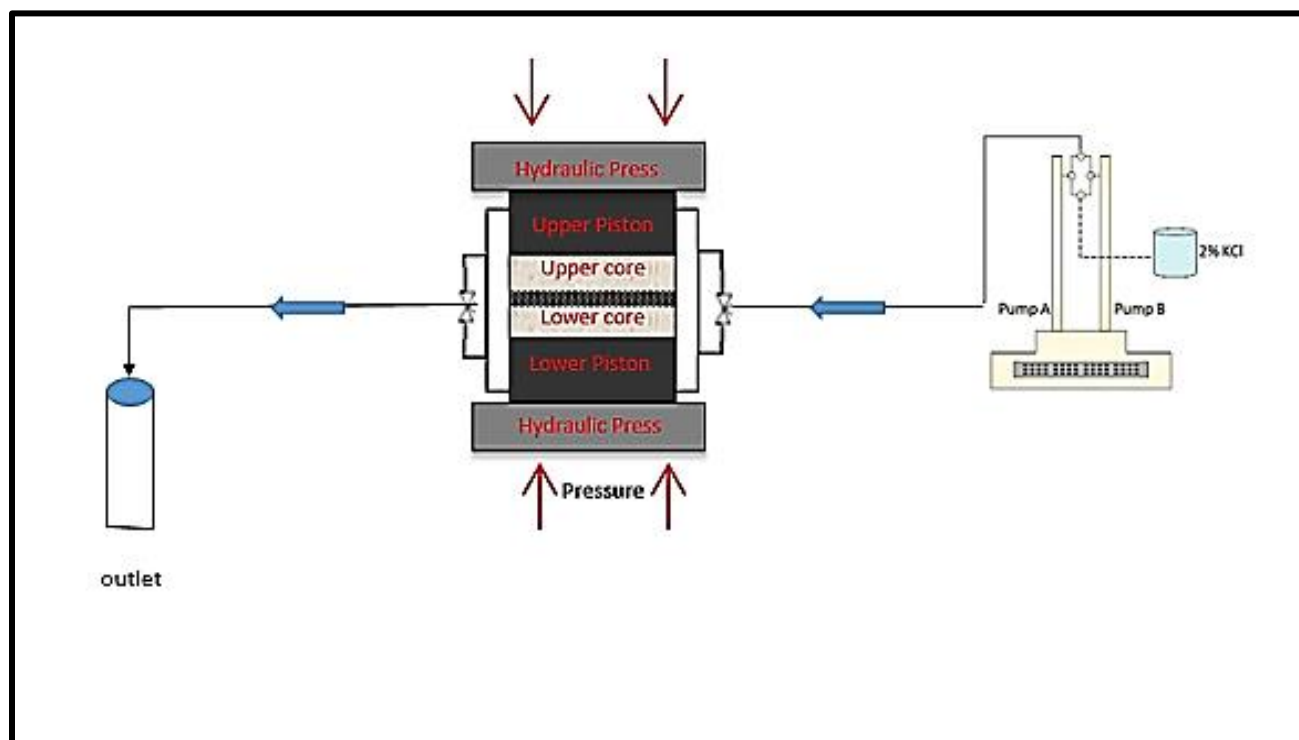 Hydraulic Press
Upper Piston
Upper core
Lower core
Lower Piston
Hydraulic Press
Pressure
outlet
2% KCl
Pump A
Pump B